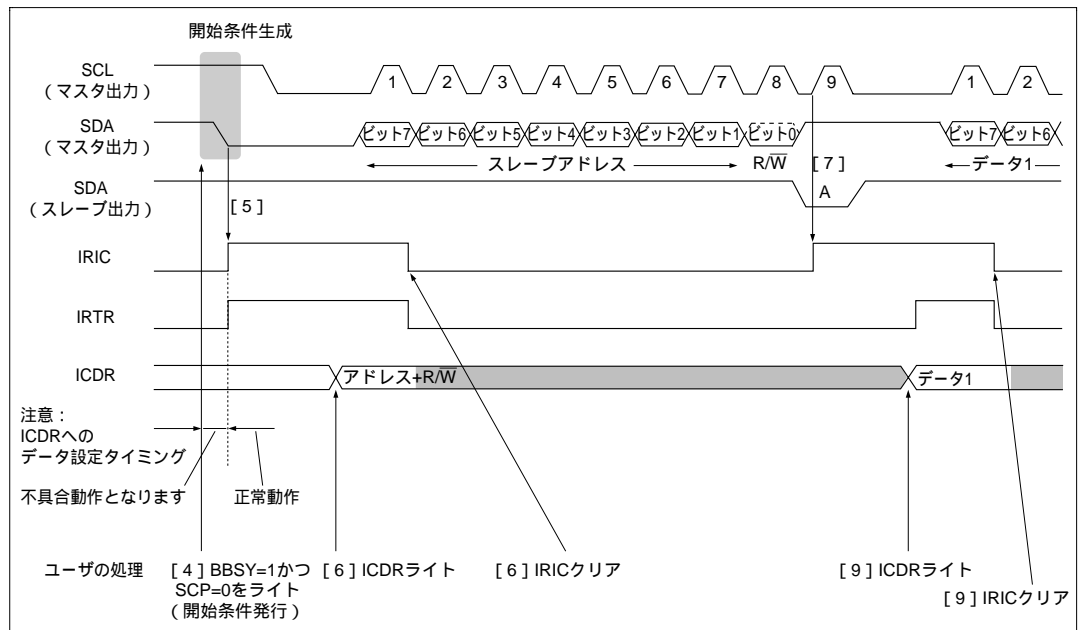 開始条件生成
SCL
（マスタ出力）
1 2 3 4 5 6 7 8 9 1 2
SDA
（マスタ出力）
ビット7 ビット6 ビット5 ビット4 ビット3 ビット2 ビット1 ビット0 ビット7 ビット6
スレーブアドレス R/W̅ [7] データ1
SDA
（スレーブ出力）
[5]
A
IRIC
IRTR
ICDR
アドレス+R/W̅ データ1
注意：
ICDRへの
データ設定タイミング
不具合動作となります 正常動作
ユーザの処理 [4] BBSY=1かつ
SCP=0をライト
（開始条件発行）
[6] ICDRライト [6] IRICクリア [9] ICDRライト
[9] IRICクリア